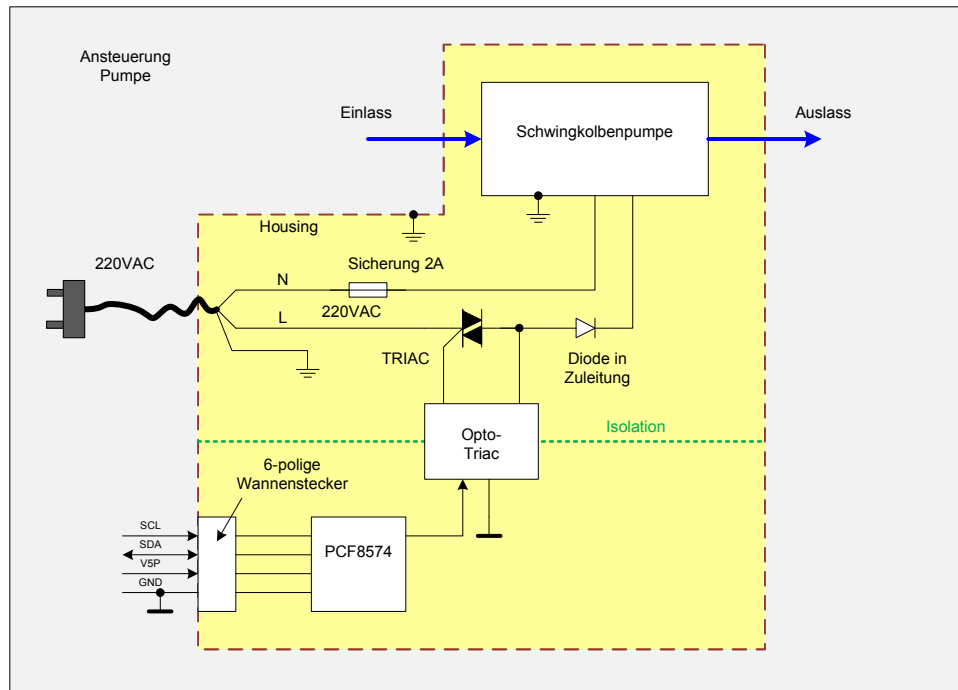 Ansteuerung
Pumpe
Einlass
Schwingkolbenpumpe
Auslass
Housing
220VAC
N
Sicherung 2A
L
220VAC
TRIAC
Diode in
Zuleitung
Opto-
Triac
Isolation
6-polige
Wannenstecker
SCL
SDA
V5P
GND
PCF8574